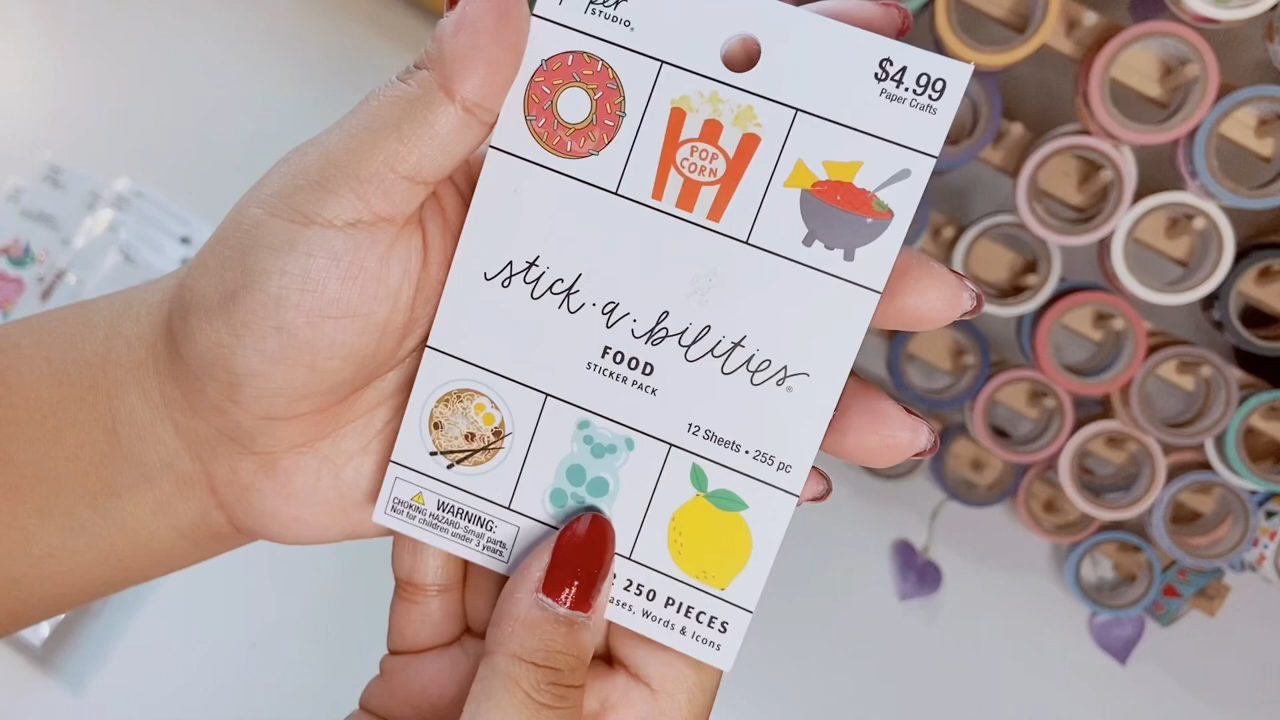 STUDIO®
$4.99
Paper Crafts
POP
CORN
stick·a·bilities®
FOOD
STICKER PACK
12 Sheets • 255 pc
WARNING:
CHOKING HAZARD-Small parts.
Not for children under 3 years.
250 PIECES
Words & Icons